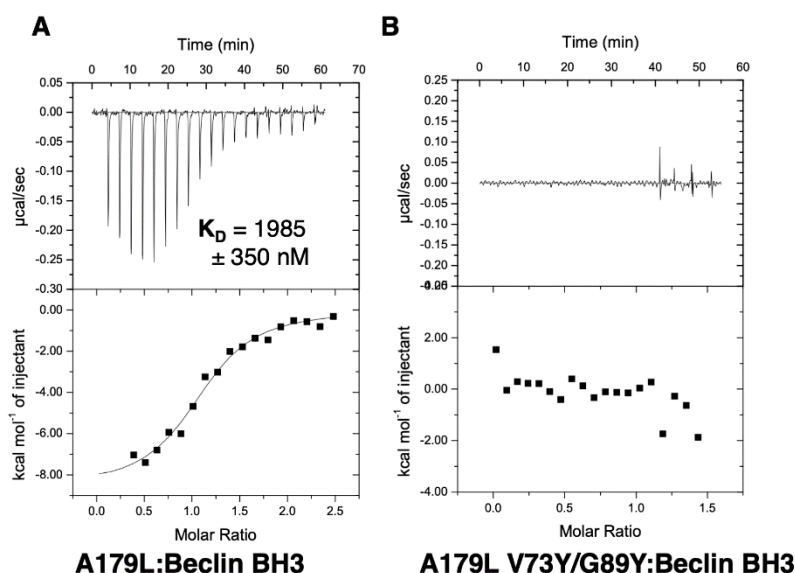 A
Time (min)
0 10 20 30 40 50 60 70
0.05
0.00
-0.05
-0.10
-0.15
-0.20
-0.25
-0.30
µcal/sec
K_D = 1985
± 350 nM
0.00
-2.00
-4.00
-6.00
-8.00
kcal mol⁻¹ of injectant
0.0 0.5 1.0 1.5 2.0 2.5
Molar Ratio
A179L:Beclin BH3
B
Time (min)
0 10 20 30 40 50 60
0.25
0.20
0.15
0.10
0.05
0.00
-0.05
-0.10
-0.15
-0.20
-0.25
µcal/sec
2.00
0.00
-2.00
-4.00
kcal mol⁻¹ of injectant
0.0 0.5 1.0 1.5
Molar Ratio
A179L V73Y/G89Y:Beclin BH3